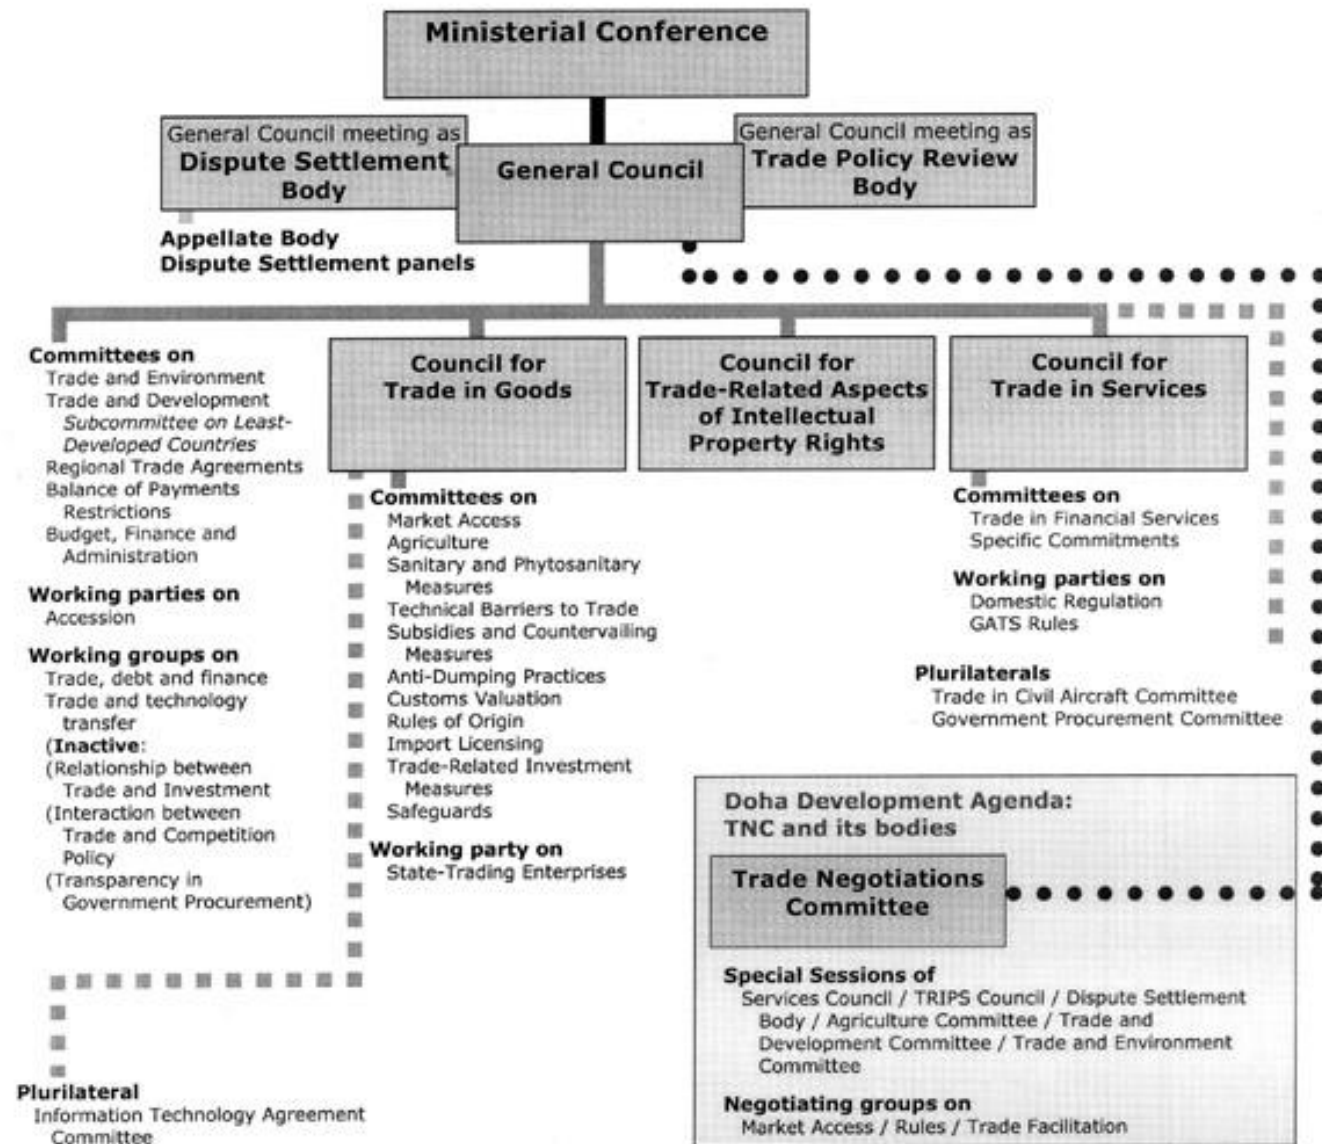 Ministerial Conference
General Council meeting as
Dispute Settlement
Body
General Council
General Council meeting as
Trade Policy Review
Body
Appellate Body
Dispute Settlement panels
Committees on
Trade and Environment
Trade and Development
Subcommittee on Least-
Developed Countries
Regional Trade Agreements
Balance of Payments
Restrictions
Budget, Finance and
Administration
Working parties on
Accession
Working groups on
Trade, debt and finance
Trade and technology
transfer
(Inactive:
(Relationship between
Trade and Investment
(Interaction between
Trade and Competition
Policy
(Transparency in
Government Procurement)
Plurilateral
Information Technology Agreement
Committee
Council for
Trade in Goods
Committees on
Market Access
Agriculture
Sanitary and Phytosanitary
Measures
Technical Barriers to Trade
Subsidies and Countervailing
Measures
Anti-Dumping Practices
Customs Valuation
Rules of Origin
Import Licensing
Trade-Related Investment
Measures
Safeguards
Working party on
State-Trading Enterprises
Council for
Trade-Related Aspects
of Intellectual
Property Rights
Council for
Trade in Services
Committees on
Trade in Financial Services
Specific Commitments
Working parties on
Domestic Regulation
GATS Rules
Plurilaterals
Trade in Civil Aircraft Committee
Government Procurement Committee
Doha Development Agenda:
TNC and its bodies
Trade Negotiations
Committee
Special Sessions of
Services Council / TRIPS Council / Dispute Settlement
Body / Agriculture Committee / Trade and
Development Committee / Trade and Environment
Committee
Negotiating groups on
Market Access / Rules / Trade Facilitation